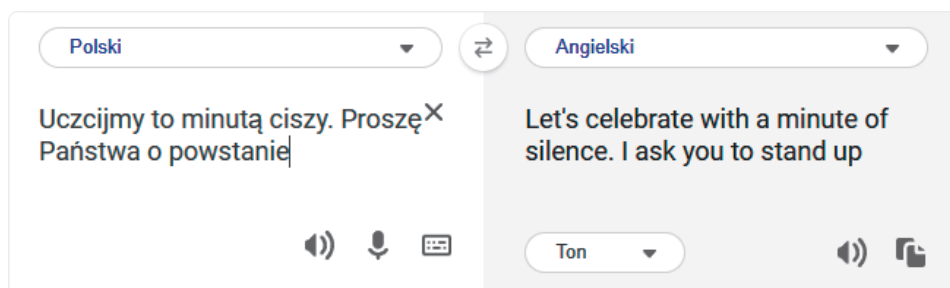 Polski
Angielski
Uczcijmy to minutą ciszy. Proszę
Państwa o powstanie
Let's celebrate with a minute of
silence. I ask you to stand up
Ton